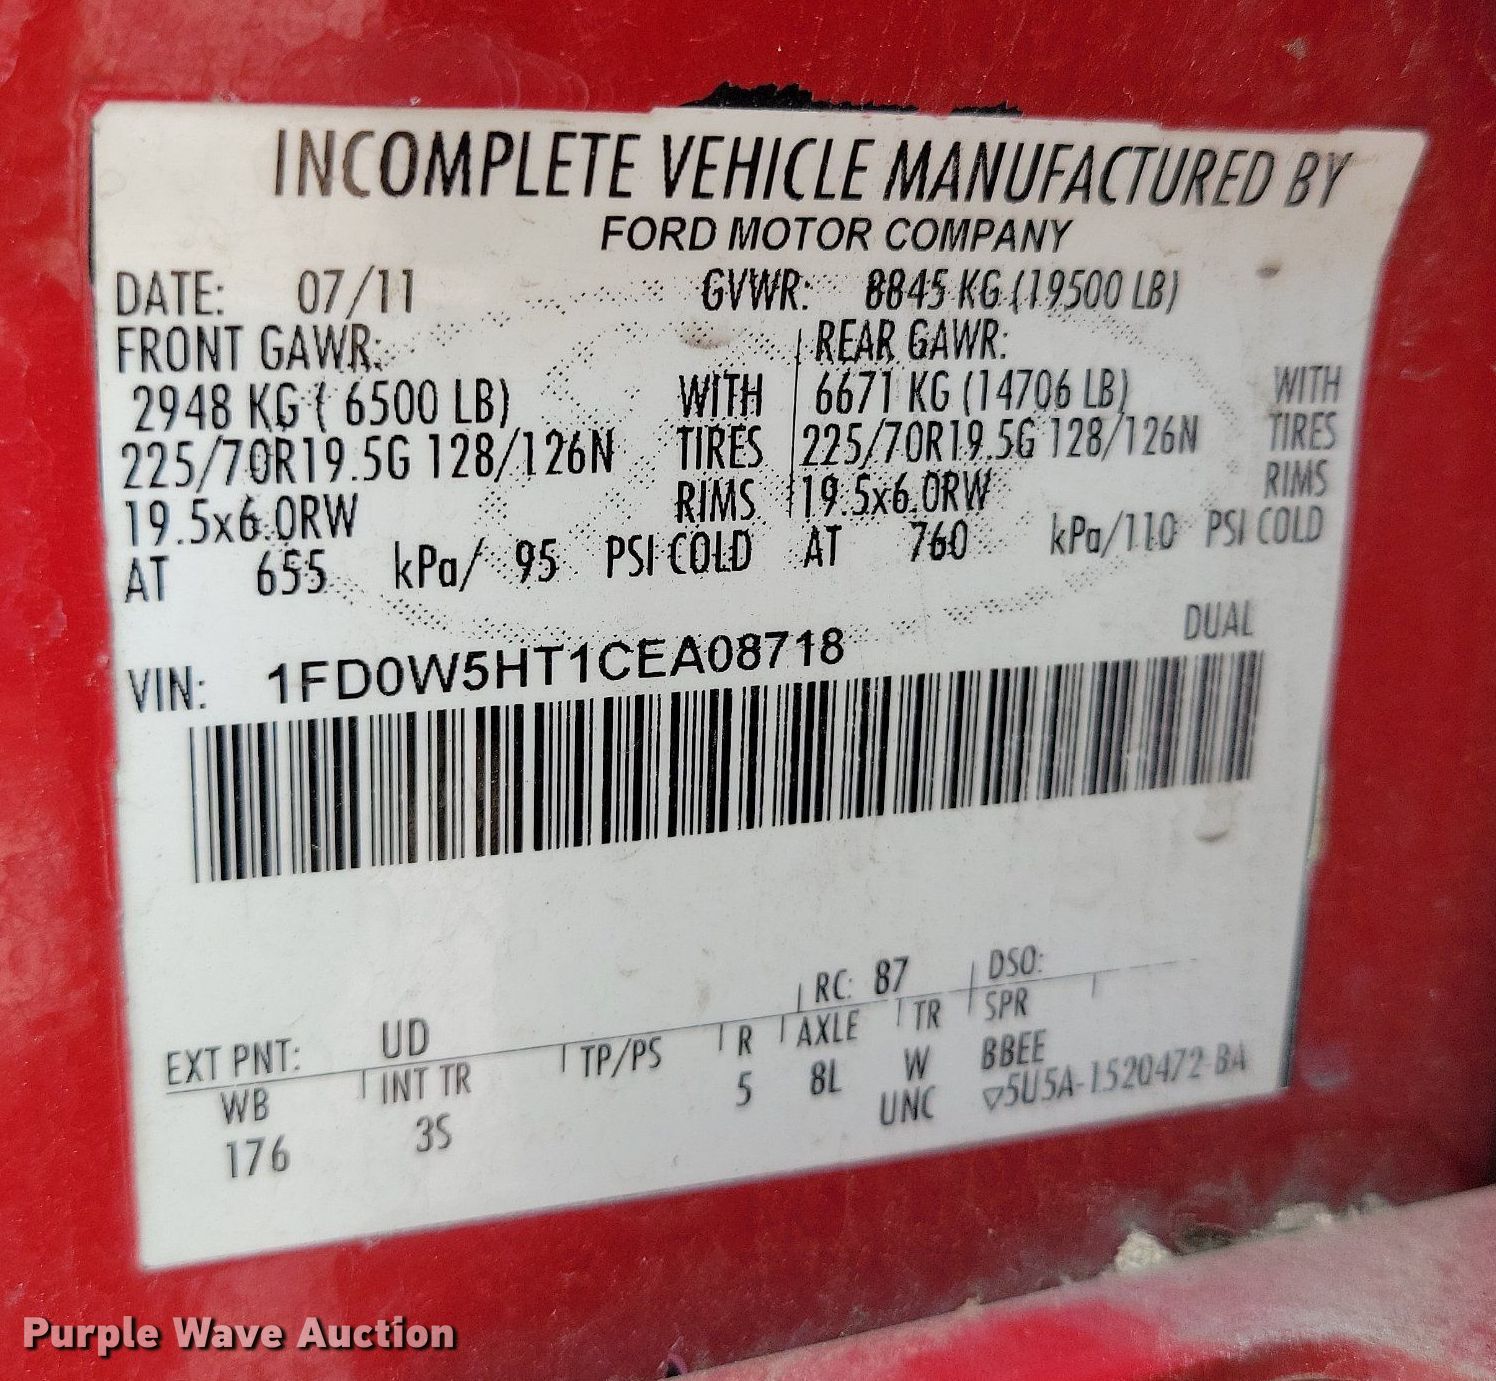 INCOMPLETE VEHICLE MANUFACTURED BY
FORD MOTOR COMPANY
DATE: 07/11 GVWR: 8845 KG (19500 LB)
FRONT GAWR: REAR GAWR:
2948 KG ( 6500 LB) WITH 6671 KG (14706 LB) WITH
225/70R19.5G 128/126N TIRES 225/70R19.5G 128/126N TIRES
19.5x6.0RW RIMS 19.5x6.0RW RIMS
AT 655 kPa/ 95 PSI COLD AT 760 kPa/110 PSI COLD
DUAL
VIN: 1FD0W5HT1CEA08718
EXT PNT: UD RC: 87 DSO:
WB INT TR TP/PS R AXLE TR SPR
176 3S 5 8L W BBEE
UNC ▽5U5A-1520472-BA
Purple Wave Auction